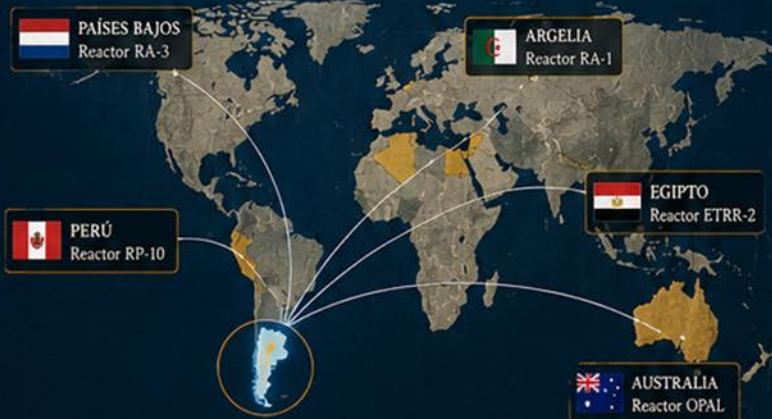 PAÍSES BAJOS
Reactor RA-3
ARGELIA
Reactor RA-1
PERÚ
Reactor RP-10
EGIPTO
Reactor ETRR-2
AUSTRALIA
Reactor OPAL